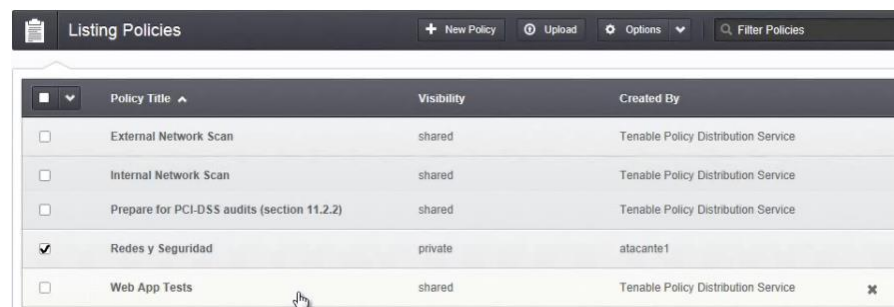 Listing Policies
New Policy Upload Options Filter Policies
Policy Title Visibility Created By
External Network Scan shared Tenable Policy Distribution Service
Internal Network Scan shared Tenable Policy Distribution Service
Prepare for PCI-DSS audits (section 11.2.2) shared Tenable Policy Distribution Service
Redes y Seguridad private atacante1
Web App Tests shared Tenable Policy Distribution Service